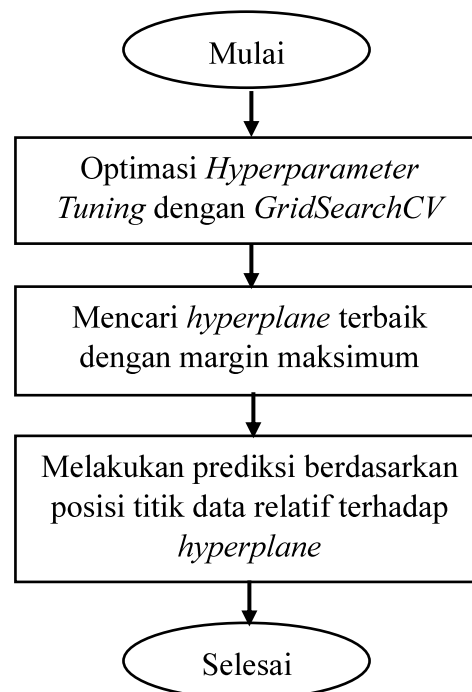 Mulai
Optimasi Hyperparameter
Tuning dengan GridSearchCV
Mencari hyperplane terbaik
dengan margin maksimum
Melakukan prediksi berdasarkan
posisi titik data relatif terhadap
hyperplane
Selesai